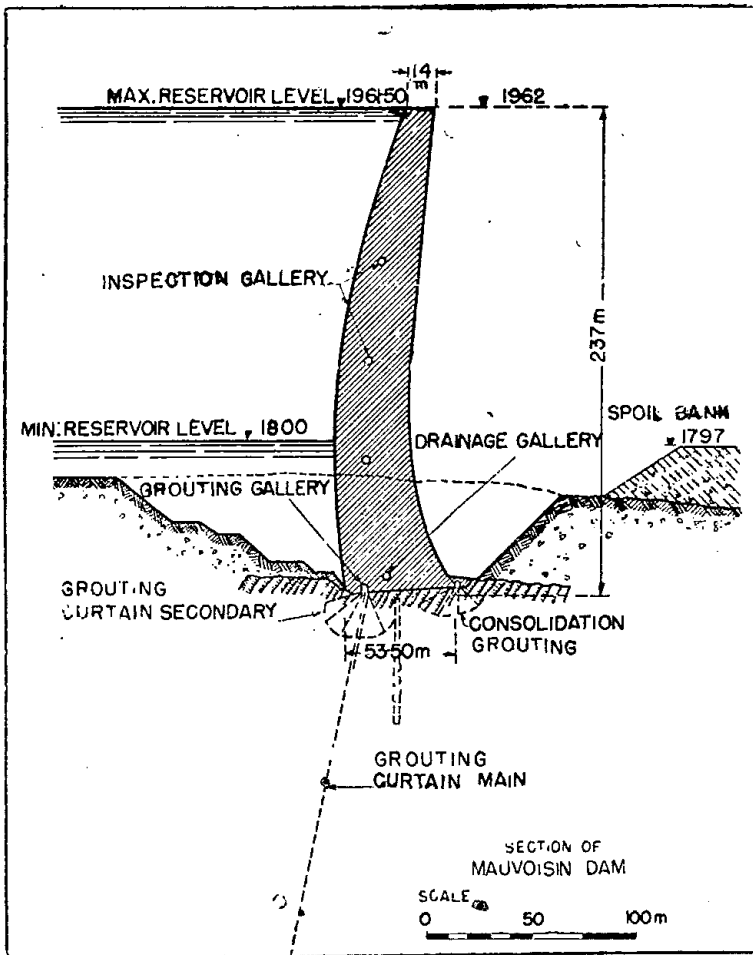 14
m
MAX. RESERVOIR LEVEL 1961·50
1962
INSPECTION GALLERY
237m
SPOIL BANK
1797
MIN. RESERVOIR LEVEL 1800
DRAINAGE GALLERY
GROUTING GALLERY
GROUTING
CURTAIN SECONDARY
CONSOLIDATION
GROUTING
53·50m
GROUTING
CURTAIN MAIN
SECTION OF
MAUVOISIN DAM
SCALE
0 50 100m